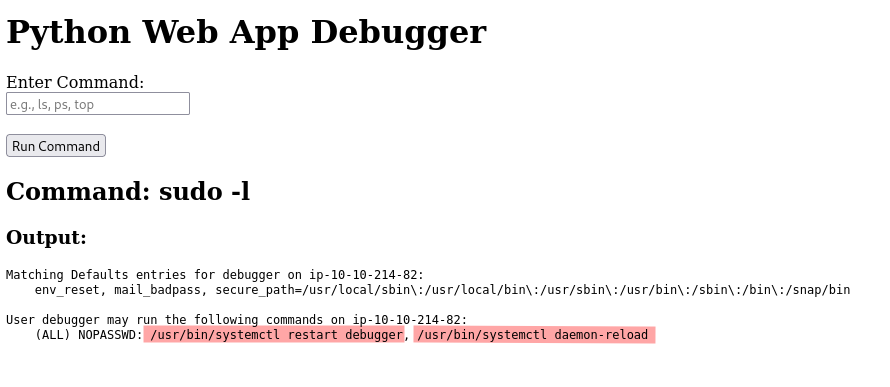 Python Web App Debugger
Enter Command:
e.g., ls, ps, top
Run Command
Command: sudo -l
Output:
Matching Defaults entries for debugger on ip-10-10-214-82:
    env_reset, mail_badpass, secure_path=/usr/local/sbin\:/usr/local/bin\:/usr/sbin\:/usr/bin\:/sbin\:/bin\:/snap/bin
User debugger may run the following commands on ip-10-10-214-82:
    (ALL) NOPASSWD: /usr/bin/systemctl restart debugger, /usr/bin/systemctl daemon-reload